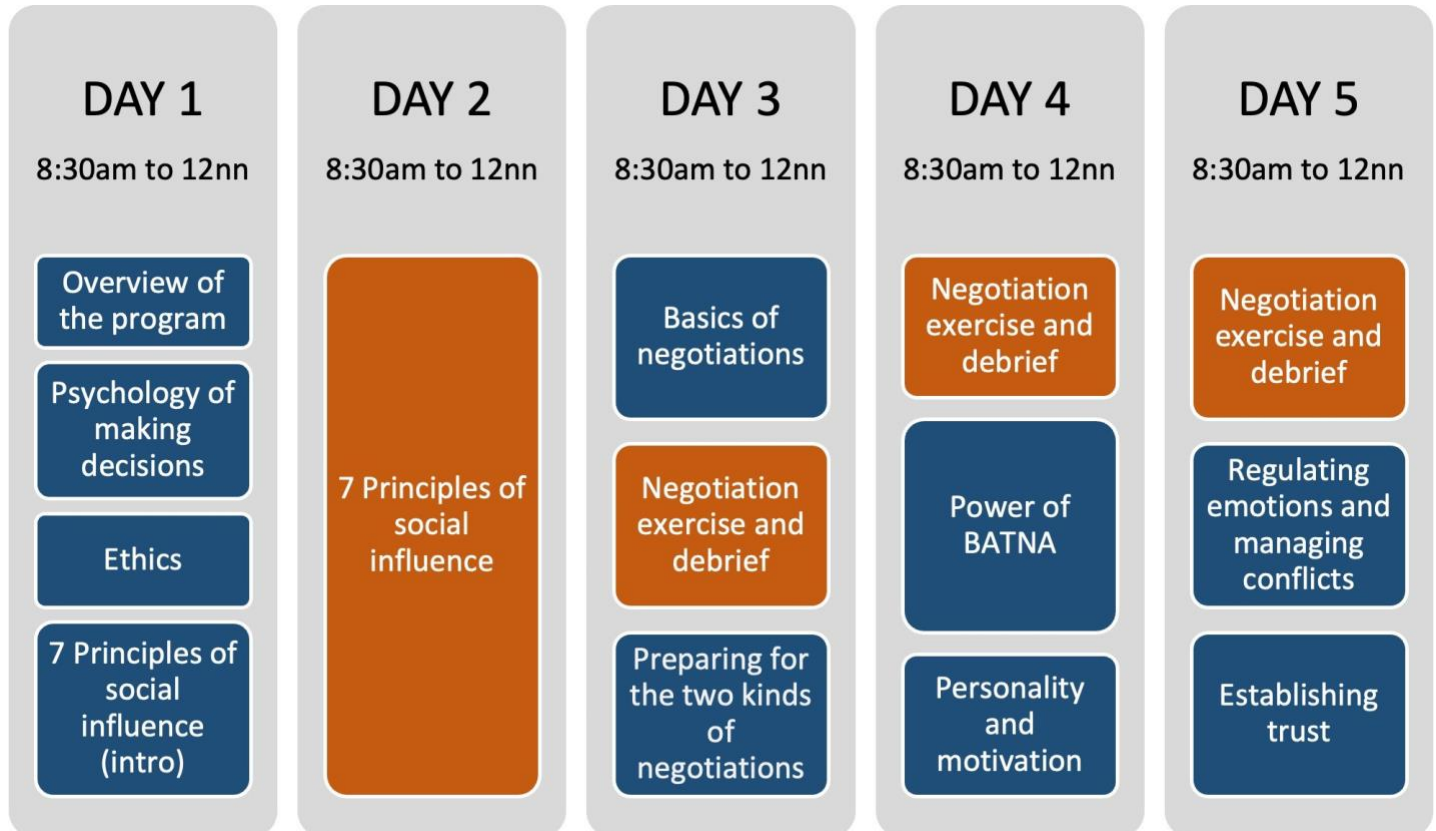 DAY 1
8:30am to 12nn
Overview of
the program
Psychology of
making
decisions
Ethics
7 Principles of
social
influence
(intro)
DAY 2
8:30am to 12nn
7 Principles of
social
influence
DAY 3
8:30am to 12nn
Basics of
negotiations
Negotiation
exercise and
debrief
Preparing for
the two kinds
of
negotiations
DAY 4
8:30am to 12nn
Negotiation
exercise and
debrief
Power of
BATNA
Personality
and
motivation
DAY 5
8:30am to 12nn
Negotiation
exercise and
debrief
Regulating
emotions and
managing
conflicts
Establishing
trust